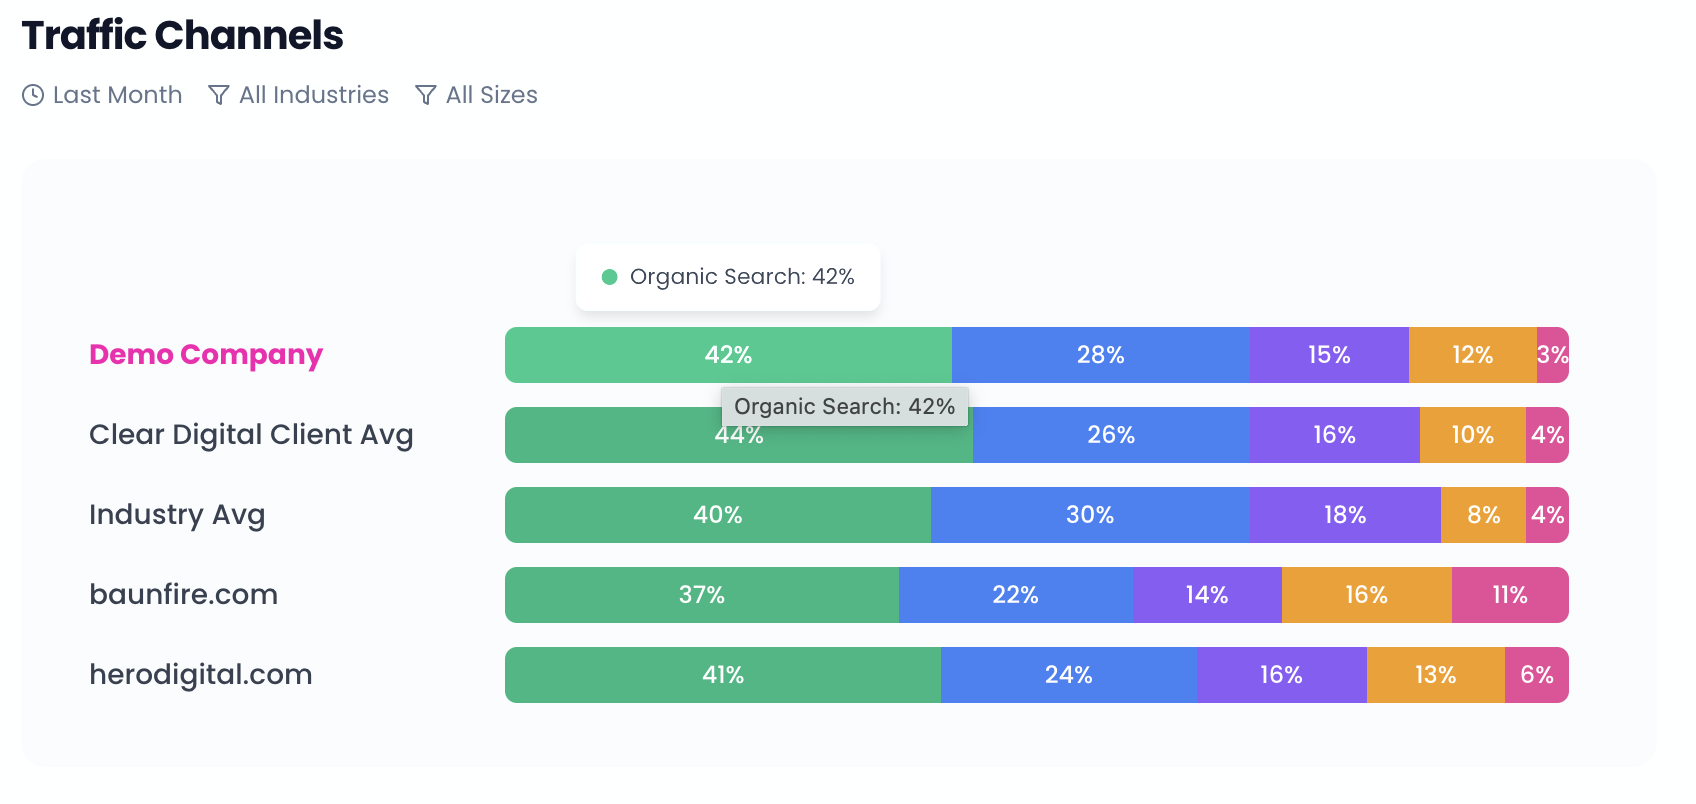 Traffic Channels
Last Month All Industries All Sizes
Organic Search: 42%
Demo Company 42% 28% 15% 12% 3%
Organic Search: 42%
Clear Digital Client Avg 44% 26% 16% 10% 4%
Industry Avg 40% 30% 18% 8% 4%
baunfire.com 37% 22% 14% 16% 11%
herodigital.com 41% 24% 16% 13% 6%